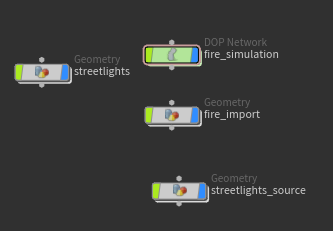 Geometry
streetlights
DOP Network
fire_simulation
Geometry
fire_import
Geometry
streetlights_source